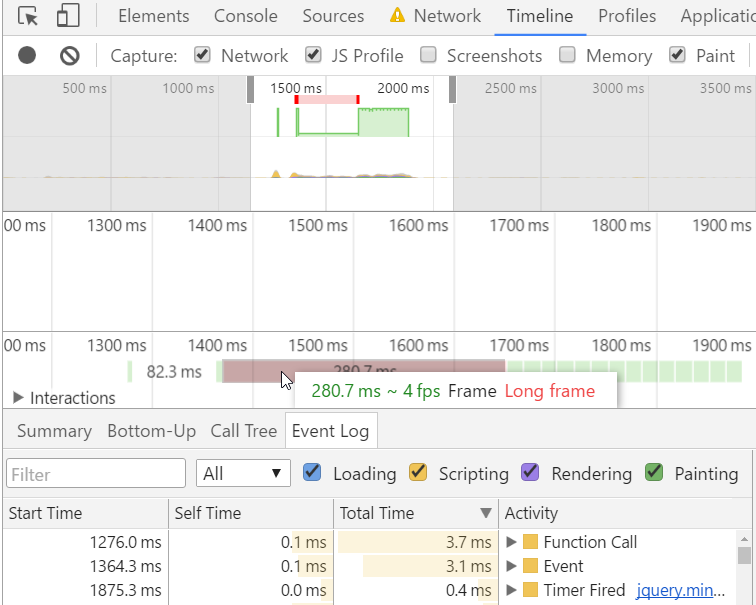 Elements Console Sources Network Timeline Profiles Applicatio
Capture: Network JS Profile Screenshots Memory Paint
500 ms 1000 ms 1500 ms 2000 ms 2500 ms 3000 ms 3500 ms
00 ms 1300 ms 1400 ms 1500 ms 1600 ms 1700 ms 1800 ms 1900 ms
00 ms 1300 ms 1400 ms 1500 ms 1600 ms 1700 ms 1800 ms 1900 ms
82.3 ms 280.7 ms
280.7 ms ~ 4 fps Frame Long frame
Interactions
Summary Bottom-Up Call Tree Event Log
Filter All ▼ Loading Scripting Rendering Painting
Start Time Self Time Total Time ▼ Activity
1276.0 ms 0.1 ms 3.7 ms Function Call
1364.3 ms 0.1 ms 3.1 ms Event
1875.3 ms 0.0 ms 0.4 ms Timer Fired jquery.min...